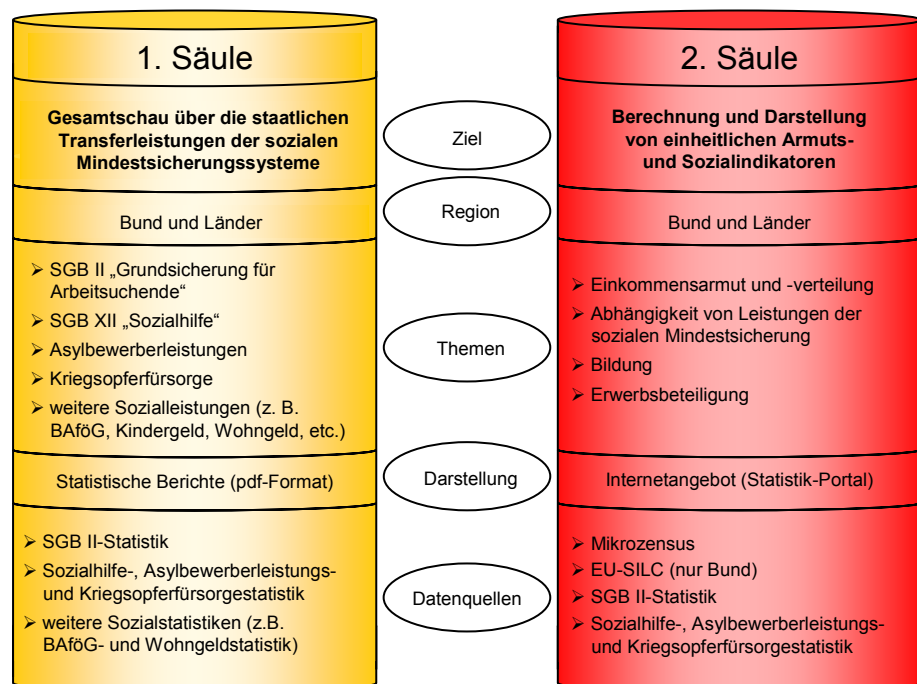 1. Säule
Gesamtschau über die staatlichen
Transferleistungen der sozialen
Mindestsicherungssysteme
Bund und Länder
➢ SGB II „Grundsicherung für
Arbeitsuchende“
➢ SGB XII „Sozialhilfe“
➢ Asylbewerberleistungen
➢ Kriegsopferfürsorge
➢ weitere Sozialleistungen (z. B.
BAföG, Kindergeld, Wohngeld, etc.)
Statistische Berichte (pdf-Format)
➢ SGB II-Statistik
➢ Sozialhilfe-, Asylbewerberleistungs-
und Kriegsopferfürsorgestatistik
➢ weitere Sozialstatistiken (z.B.
BAföG- und Wohngeldstatistik)
Ziel
Region
Themen
Darstellung
Datenquellen
2. Säule
Berechnung und Darstellung
von einheitlichen Armuts-
und Sozialindikatoren
Bund und Länder
➢ Einkommensarmut und -verteilung
➢ Abhängigkeit von Leistungen der
sozialen Mindestsicherung
➢ Bildung
➢ Erwerbsbeteiligung
Internetangebot (Statistik-Portal)
➢ Mikrozensus
➢ EU-SILC (nur Bund)
➢ SGB II-Statistik
➢ Sozialhilfe-, Asylbewerberleistungs-
und Kriegsopferfürsorgestatistik